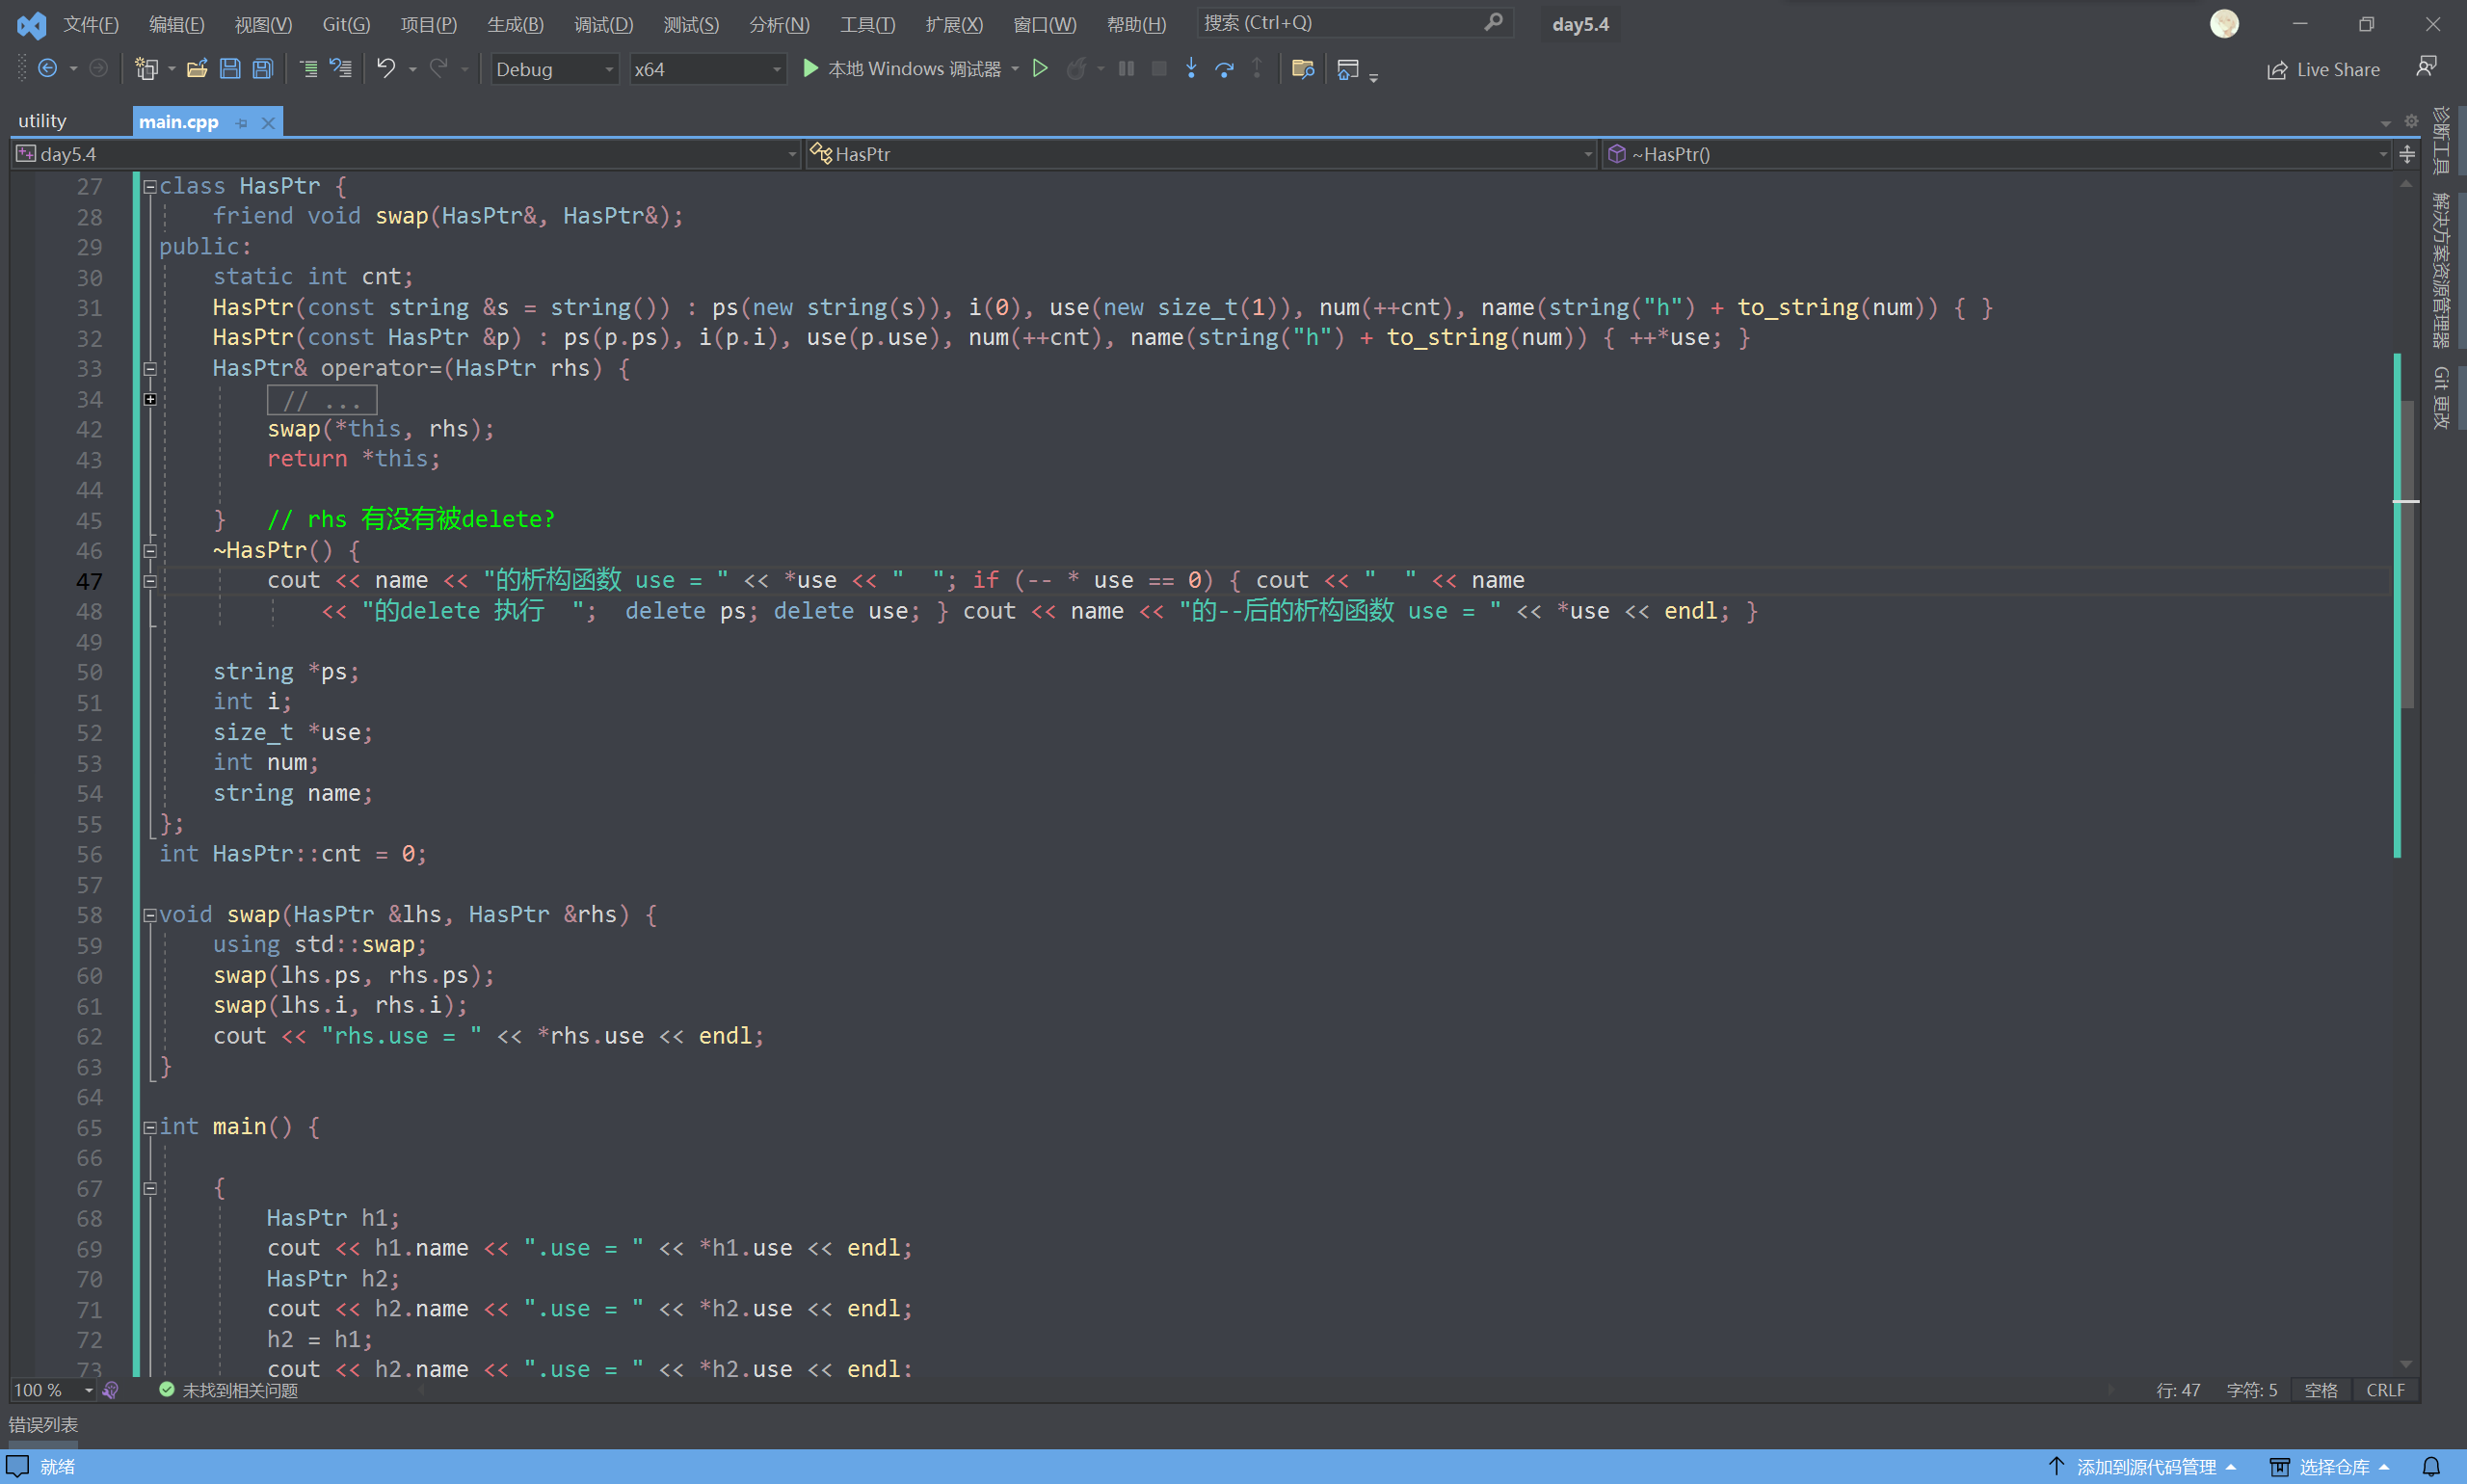 文件(F) 编辑(E) 视图(V) Git(G) 项目(P) 生成(B) 调试(D) 测试(S) 分析(N) 工具(T) 扩展(X) 窗口(W) 帮助(H) 搜索 (Ctrl+Q) day5.4
Debug x64 本地 Windows 调试器 Live Share
utility main.cpp
day5.4 HasPtr ~HasPtr()
27 class HasPtr {
28 friend void swap(HasPtr&, HasPtr&);
29 public:
30 static int cnt;
31 HasPtr(const string &s = string()) : ps(new string(s)), i(0), use(new size_t(1)), num(++cnt), name(string("h") + to_string(num)) { }
32 HasPtr(const HasPtr &p) : ps(p.ps), i(p.i), use(p.use), num(++cnt), name(string("h") + to_string(num)) { ++*use; }
33 HasPtr& operator=(HasPtr rhs) {
34 // ...
42 swap(*this, rhs);
43 return *this;
44
45 } // rhs 有没有被delete?
46 ~HasPtr() {
47 cout << name << "的析构函数 use = " << *use << "  "; if (-- * use == 0) { cout << "  " << name
48 << "的delete 执行  ";  delete ps; delete use; } cout << name << "的--后的析构函数 use = " << *use << endl; }
49
50 string *ps;
51 int i;
52 size_t *use;
53 int num;
54 string name;
55 };
56 int HasPtr::cnt = 0;
57
58 void swap(HasPtr &lhs, HasPtr &rhs) {
59 using std::swap;
60 swap(lhs.ps, rhs.ps);
61 swap(lhs.i, rhs.i);
62 cout << "rhs.use = " << *rhs.use << endl;
63 }
64
65 int main() {
66
67 {
68 HasPtr h1;
69 cout << h1.name << ".use = " << *h1.use << endl;
70 HasPtr h2;
71 cout << h2.name << ".use = " << *h2.use << endl;
72 h2 = h1;
73 cout << h2.name << ".use = " << *h2.use << endl;
100 % 未找到相关问题 行: 47 字符: 5 空格 CRLF
错误列表
就绪 添加到源代码管理 选择仓库
诊断工具
解决方案资源管理器
Git 更改